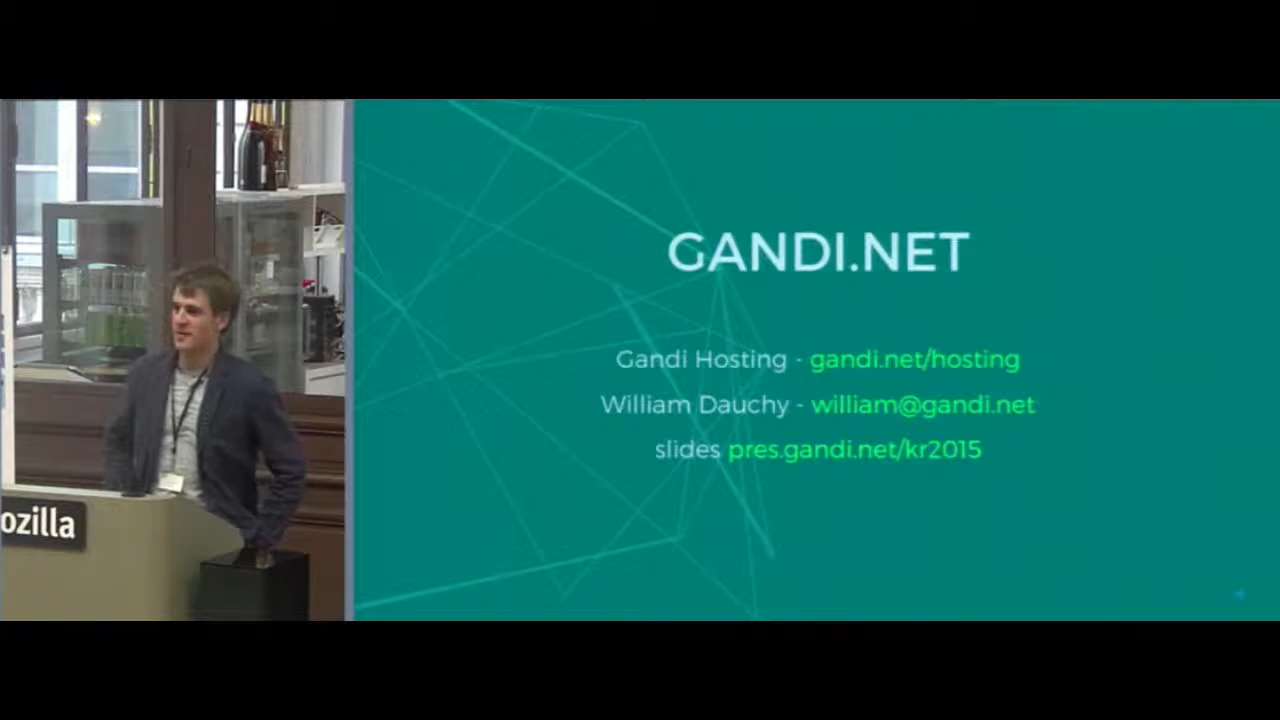 GANDI.NET
Gandi Hosting - gandi.net/hosting
William Dauchy - william@gandi.net
slides pres.gandi.net/kr2015
ozilla